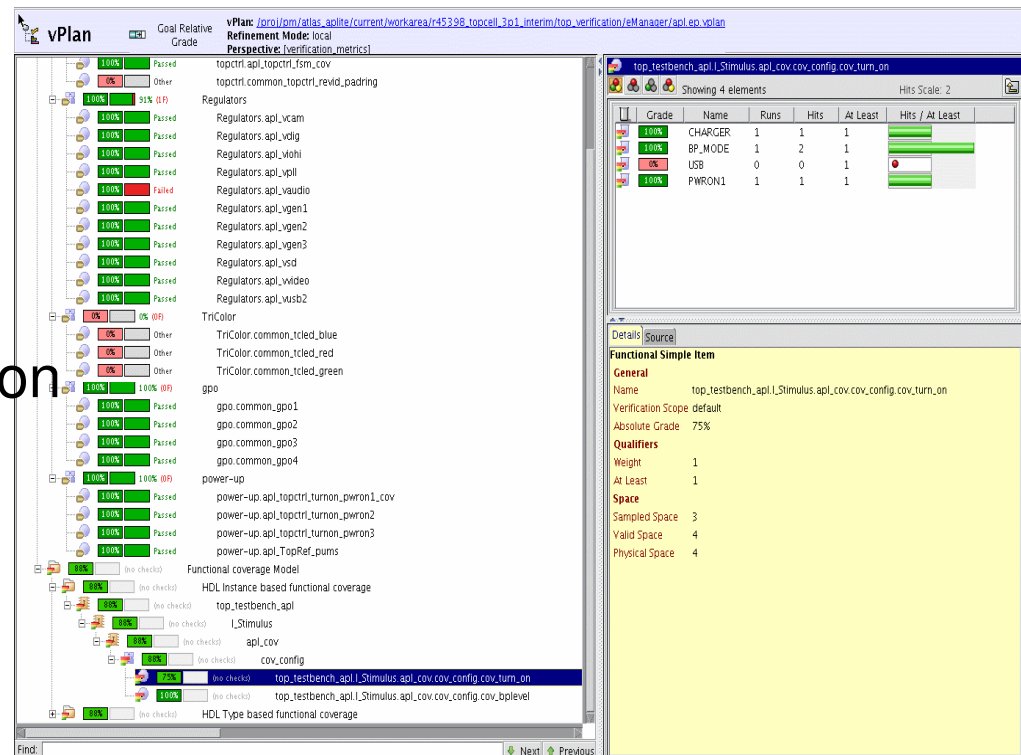 vPlan
Goal Relative Grade
vPlan: /proj/pm/atlas_aplite/current/workarea/r45398_topcell_3p1_interim/top_verification/eManager/apl.ep.vplan
Refinement Mode: local
Perspective: [verification_metrics]
100% Passed topctrl.apl_topctrl_fsm_cov
0% Other topctrl.common_topctrl_revid_padring
100% 91% (1F) Regulators
100% Passed Regulators.apl_vcam
100% Passed Regulators.apl_vdig
100% Passed Regulators.apl_viohi
100% Passed Regulators.apl_vpll
100% Failed Regulators.apl_vaudio
100% Passed Regulators.apl_vgen1
100% Passed Regulators.apl_vgen2
100% Passed Regulators.apl_vgen3
100% Passed Regulators.apl_vsd
100% Passed Regulators.apl_vvideo
100% Passed Regulators.apl_vusb2
0% 0% (0F) TriColor
0% Other TriColor.common_tcled_blue
0% Other TriColor.common_tcled_red
0% Other TriColor.common_tcled_green
on
100% 100% (0F) gpo
100% Passed gpo.common_gpo1
100% Passed gpo.common_gpo2
100% Passed gpo.common_gpo3
100% Passed gpo.common_gpo4
100% 100% (0F) power-up
100% Passed power-up.apl_topctrl_turnon_pwron1_cov
100% Passed power-up.apl_topctrl_turnon_pwron2
100% Passed power-up.apl_topctrl_turnon_pwron3
100% Passed power-up.apl_TopRef_pums
88% (no checks) Functional coverage Model
88% (no checks) HDL Instance based functional coverage
88% (no checks) top_testbench_apl
88% (no checks) I_Stimulus
88% (no checks) apl_cov
88% (no checks) cov_config
75% (no checks) top_testbench_apl.I_Stimulus.apl_cov.cov_config.cov_turn_on
100% (no checks) top_testbench_apl.I_Stimulus.apl_cov.cov_config.cov_bplevel
88% (no checks) HDL Type based functional coverage
Find: Next Previous
top_testbench_apl.I_Stimulus.apl_cov.cov_config.cov_turn_on
Showing 4 elements Hits Scale: 2
Grade Name Runs Hits At Least Hits / At Least
100% CHARGER 1 1 1
100% BP_MODE 1 2 1
0% USB 0 0 1
100% PWRON1 1 1 1
Details Source
Functional Simple Item
General
Name top_testbench_apl.I_Stimulus.apl_cov.cov_config.cov_turn_on
Verification Scope default
Absolute Grade 75%
Qualifiers
Weight 1
At Least 1
Space
Sampled Space 3
Valid Space 4
Physical Space 4